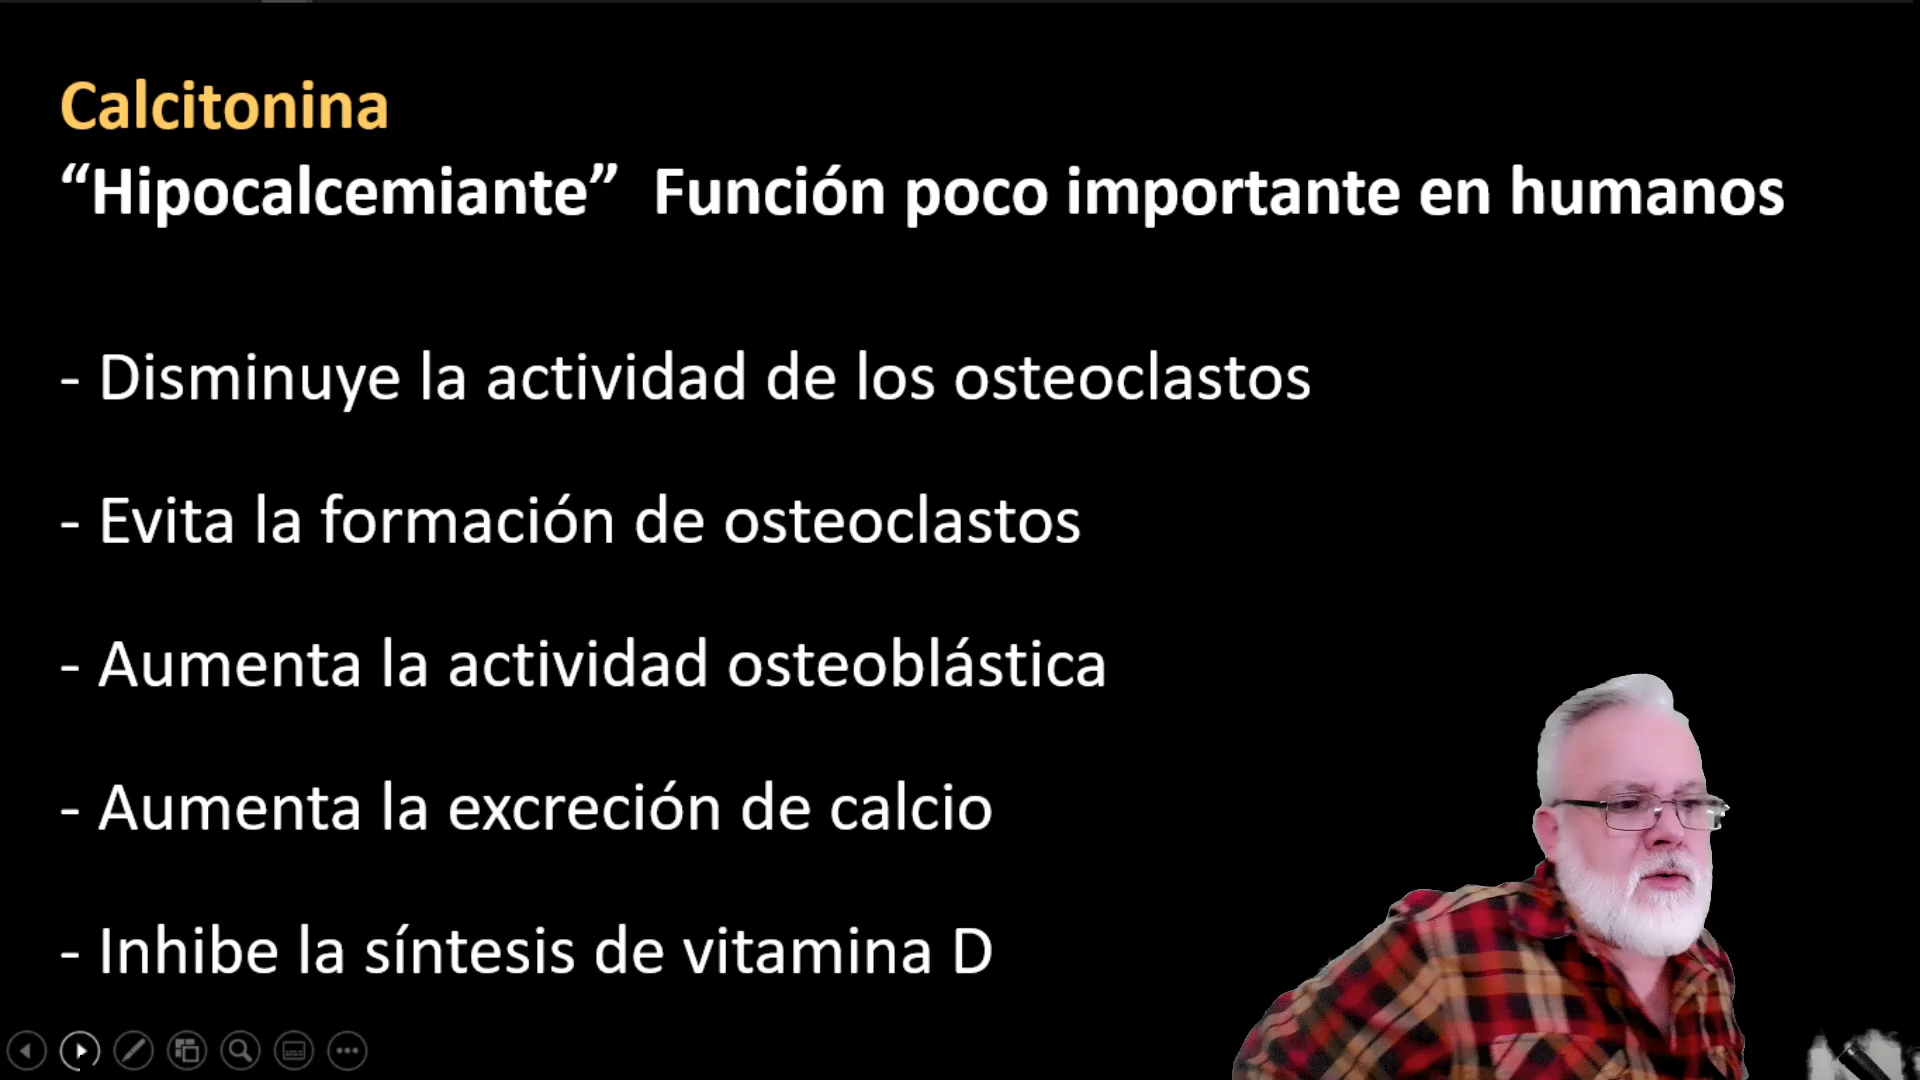 Calcitonina
“Hipocalcemiante”  Función poco importante en humanos
- Disminuye la actividad de los osteoclastos
- Evita la formación de osteoclastos
- Aumenta la actividad osteoblástica
- Aumenta la excreción de calcio
- Inhibe la síntesis de vitamina D